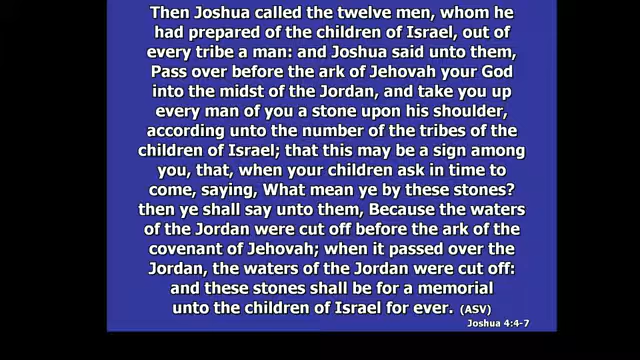 Then Joshua called the twelve men, whom he
had prepared of the children of Israel, out of
every tribe a man: and Joshua said unto them,
Pass over before the ark of Jehovah your God
into the midst of the Jordan, and take you up
every man of you a stone upon his shoulder,
according unto the number of the tribes of the
children of Israel; that this may be a sign among
you, that, when your children ask in time to
come, saying, What mean ye by these stones?
then ye shall say unto them, Because the waters
of the Jordan were cut off before the ark of the
covenant of Jehovah; when it passed over the
Jordan, the waters of the Jordan were cut off:
and these stones shall be for a memorial
unto the children of Israel for ever. (ASV)
Joshua 4:4-7